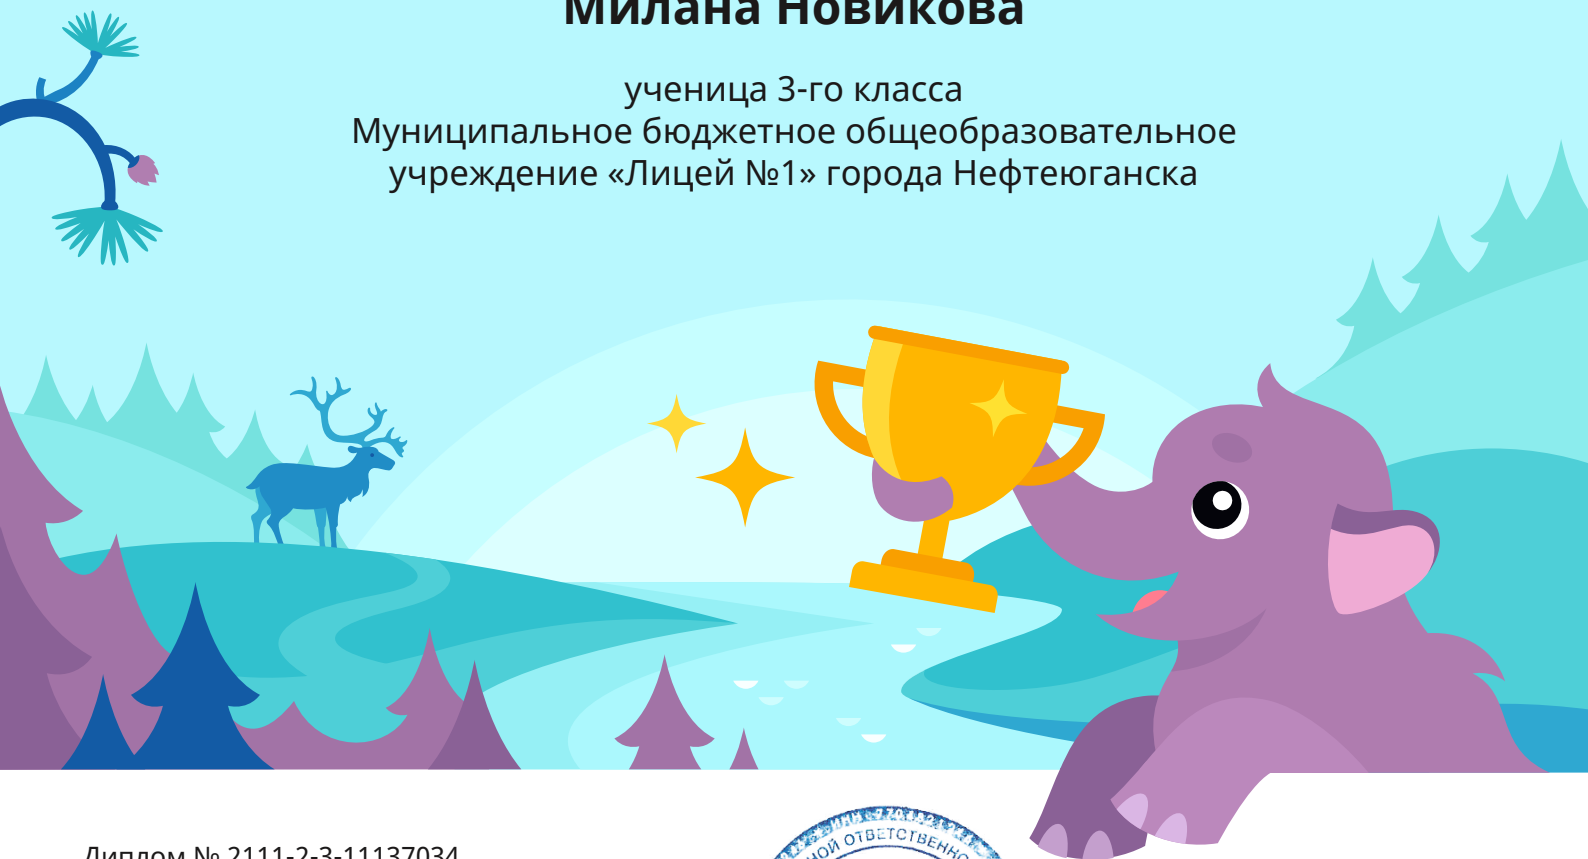 Милана Новикова
ученица 3-го класса
Муниципальное бюджетное общеобразовательное
учреждение «Лицей №1» города Нефтеюганска
Диплом № 2111-2-3-11137034
ОТВЕТСТВЕННО